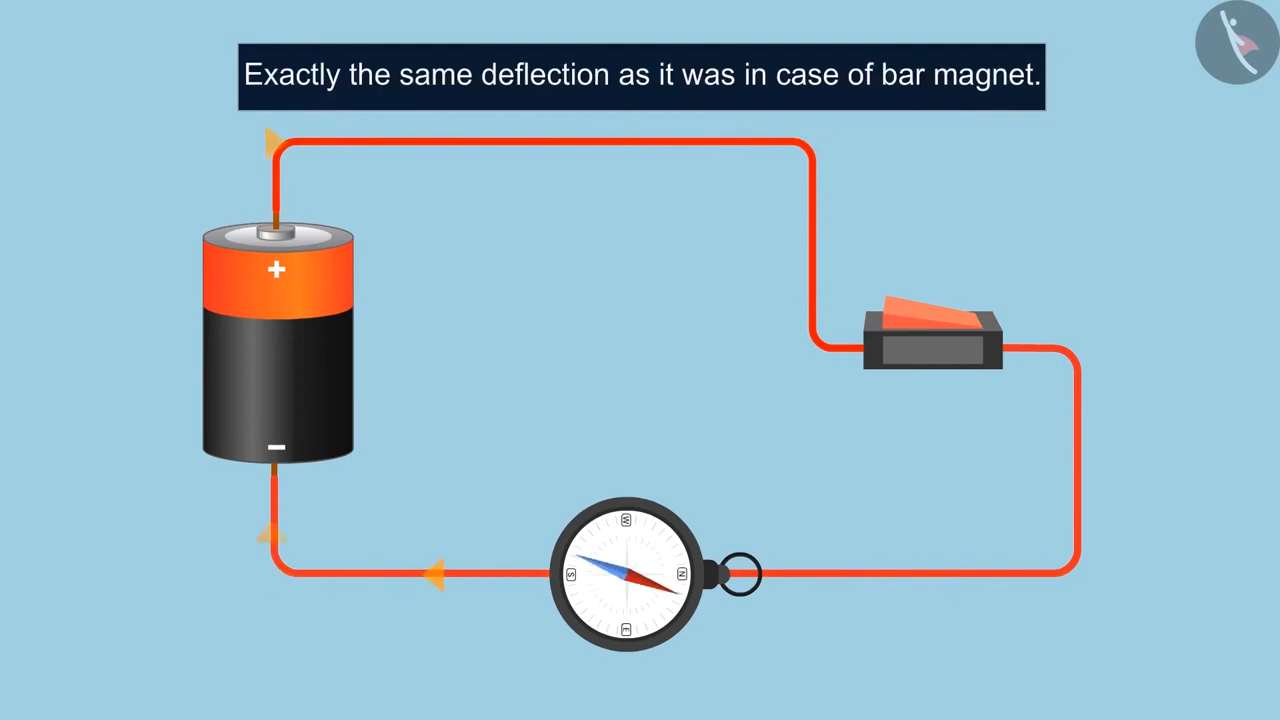 Exactly the same deflection as it was in case of bar magnet.
+
−
W
S
N
E